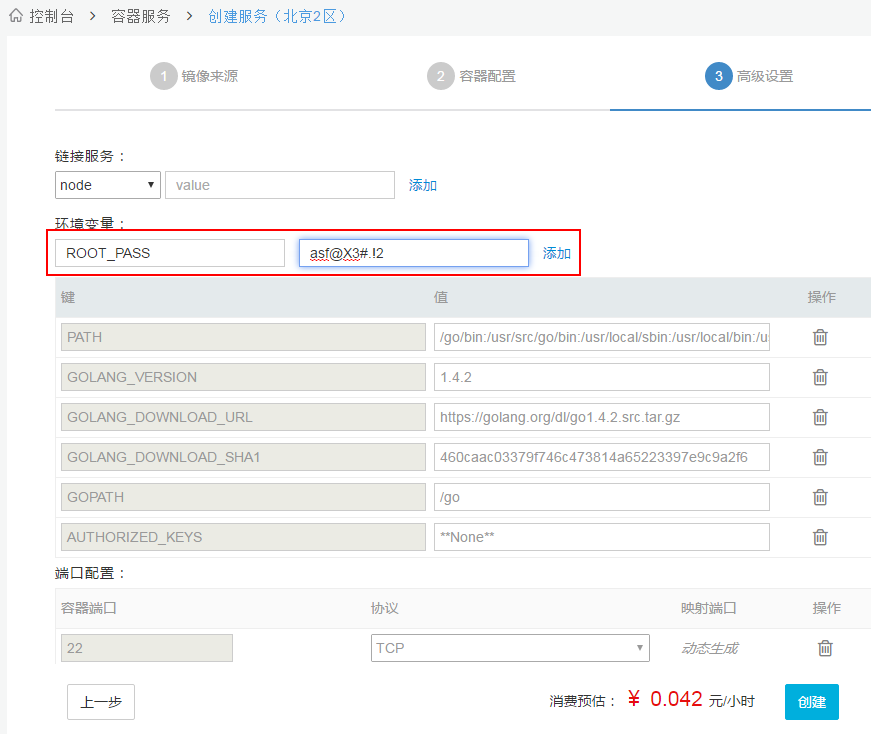 控制台 > 容器服务 > 创建服务（北京2区）
1 镜像来源 2 容器配置 3 高级设置
链接服务：
node value 添加
环境变量：
ROOT_PASS asf@X3#.!2 添加
键 值 操作
PATH /go/bin:/usr/src/go/bin:/usr/local/sbin:/usr/local/bin:/us
GOLANG_VERSION 1.4.2
GOLANG_DOWNLOAD_URL https://golang.org/dl/go1.4.2.src.tar.gz
GOLANG_DOWNLOAD_SHA1 460caac03379f746c473814a65223397e9c9a2f6
GOPATH /go
AUTHORIZED_KEYS **None**
端口配置：
容器端口 协议 映射端口 操作
22 TCP 动态生成
上一步 消费预估： ¥ 0.042 元/小时 创建